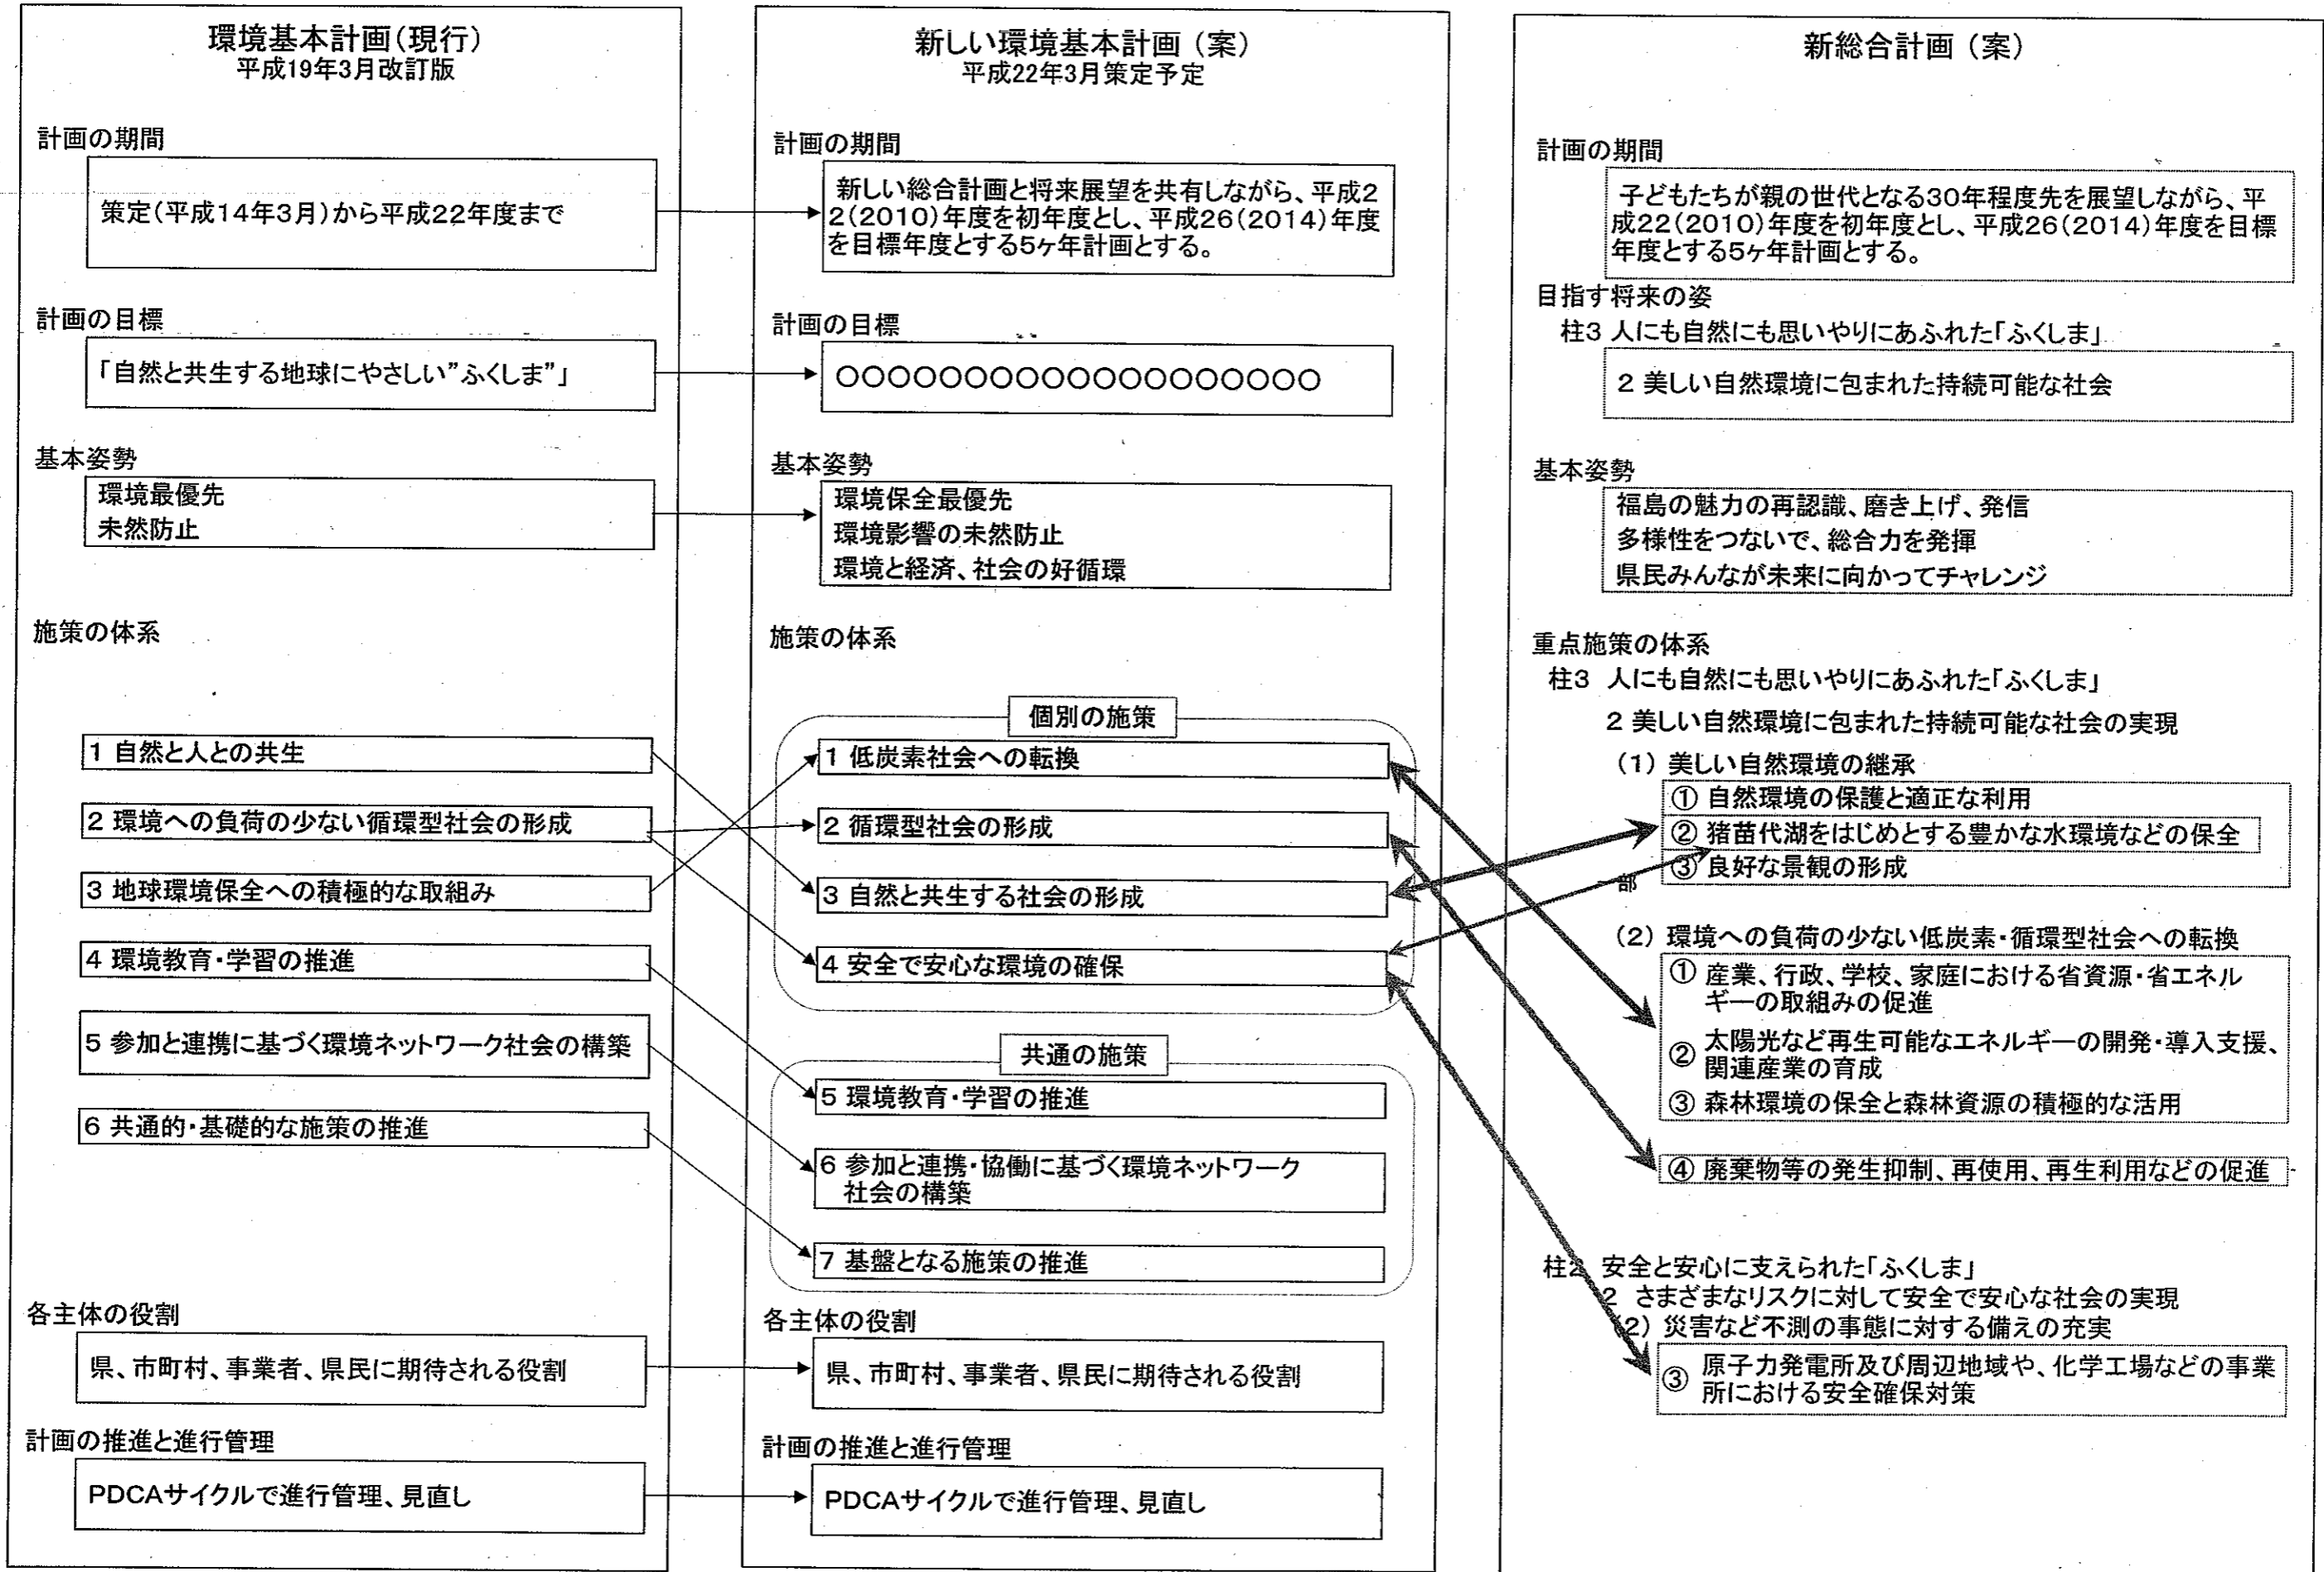 環境基本計画(現行)
平成19年3月改訂版
計画の期間
策定(平成14年3月)から平成22年度まで
計画の目標
「自然と共生する地球にやさしい”ふくしま”」
基本姿勢
環境最優先
未然防止
施策の体系
1 自然と人との共生
2 環境への負荷の少ない循環型社会の形成
3 地球環境保全への積極的な取組み
4 環境教育・学習の推進
5 参加と連携に基づく環境ネットワーク社会の構築
6 共通的・基礎的な施策の推進
各主体の役割
県、市町村、事業者、県民に期待される役割
計画の推進と進行管理
PDCAサイクルで進行管理、見直し
新しい環境基本計画(案)
平成22年3月策定予定
計画の期間
新しい総合計画と将来展望を共有しながら、平成2
2(2010)年度を初年度とし、平成26(2014)年度
を目標年度とする5ヶ年計画とする。
計画の目標
○○○○○○○○○○○○○○○○○○○
基本姿勢
環境保全最優先
環境影響の未然防止
環境と経済、社会の好循環
施策の体系
個別の施策
1 低炭素社会への転換
2 循環型社会の形成
3 自然と共生する社会の形成
4 安全で安心な環境の確保
共通の施策
5 環境教育・学習の推進
6 参加と連携・協働に基づく環境ネットワーク
社会の構築
7 基盤となる施策の推進
各主体の役割
県、市町村、事業者、県民に期待される役割
計画の推進と進行管理
PDCAサイクルで進行管理、見直し
新総合計画(案)
計画の期間
子どもたちが親の世代となる30年程度先を展望しながら、平
成22(2010)年度を初年度とし、平成26(2014)年度を目標
年度とする5ヶ年計画とする。
目指す将来の姿
柱3 人にも自然にも思いやりにあふれた「ふくしま」
2 美しい自然環境に包まれた持続可能な社会
基本姿勢
福島の魅力の再認識、磨き上げ、発信
多様性をつないで、総合力を発揮
県民みんなが未来に向かってチャレンジ
重点施策の体系
柱3 人にも自然にも思いやりにあふれた「ふくしま」
2 美しい自然環境に包まれた持続可能な社会の実現
(1) 美しい自然環境の継承
① 自然環境の保護と適正な利用
② 猪苗代湖をはじめとする豊かな水環境などの保全
③ 良好な景観の形成
一部
(2) 環境への負荷の少ない低炭素・循環型社会への転換
① 産業、行政、学校、家庭における省資源・省エネル
ギーの取組みの促進
② 太陽光など再生可能なエネルギーの開発・導入支援、
関連産業の育成
③ 森林環境の保全と森林資源の積極的な活用
④ 廃棄物等の発生抑制、再使用、再生利用などの促進
柱2 安全と安心に支えられた「ふくしま」
2 さまざまなリスクに対して安全で安心な社会の実現
(2) 災害など不測の事態に対する備えの充実
③ 原子力発電所及び周辺地域や、化学工場などの事業
所における安全確保対策